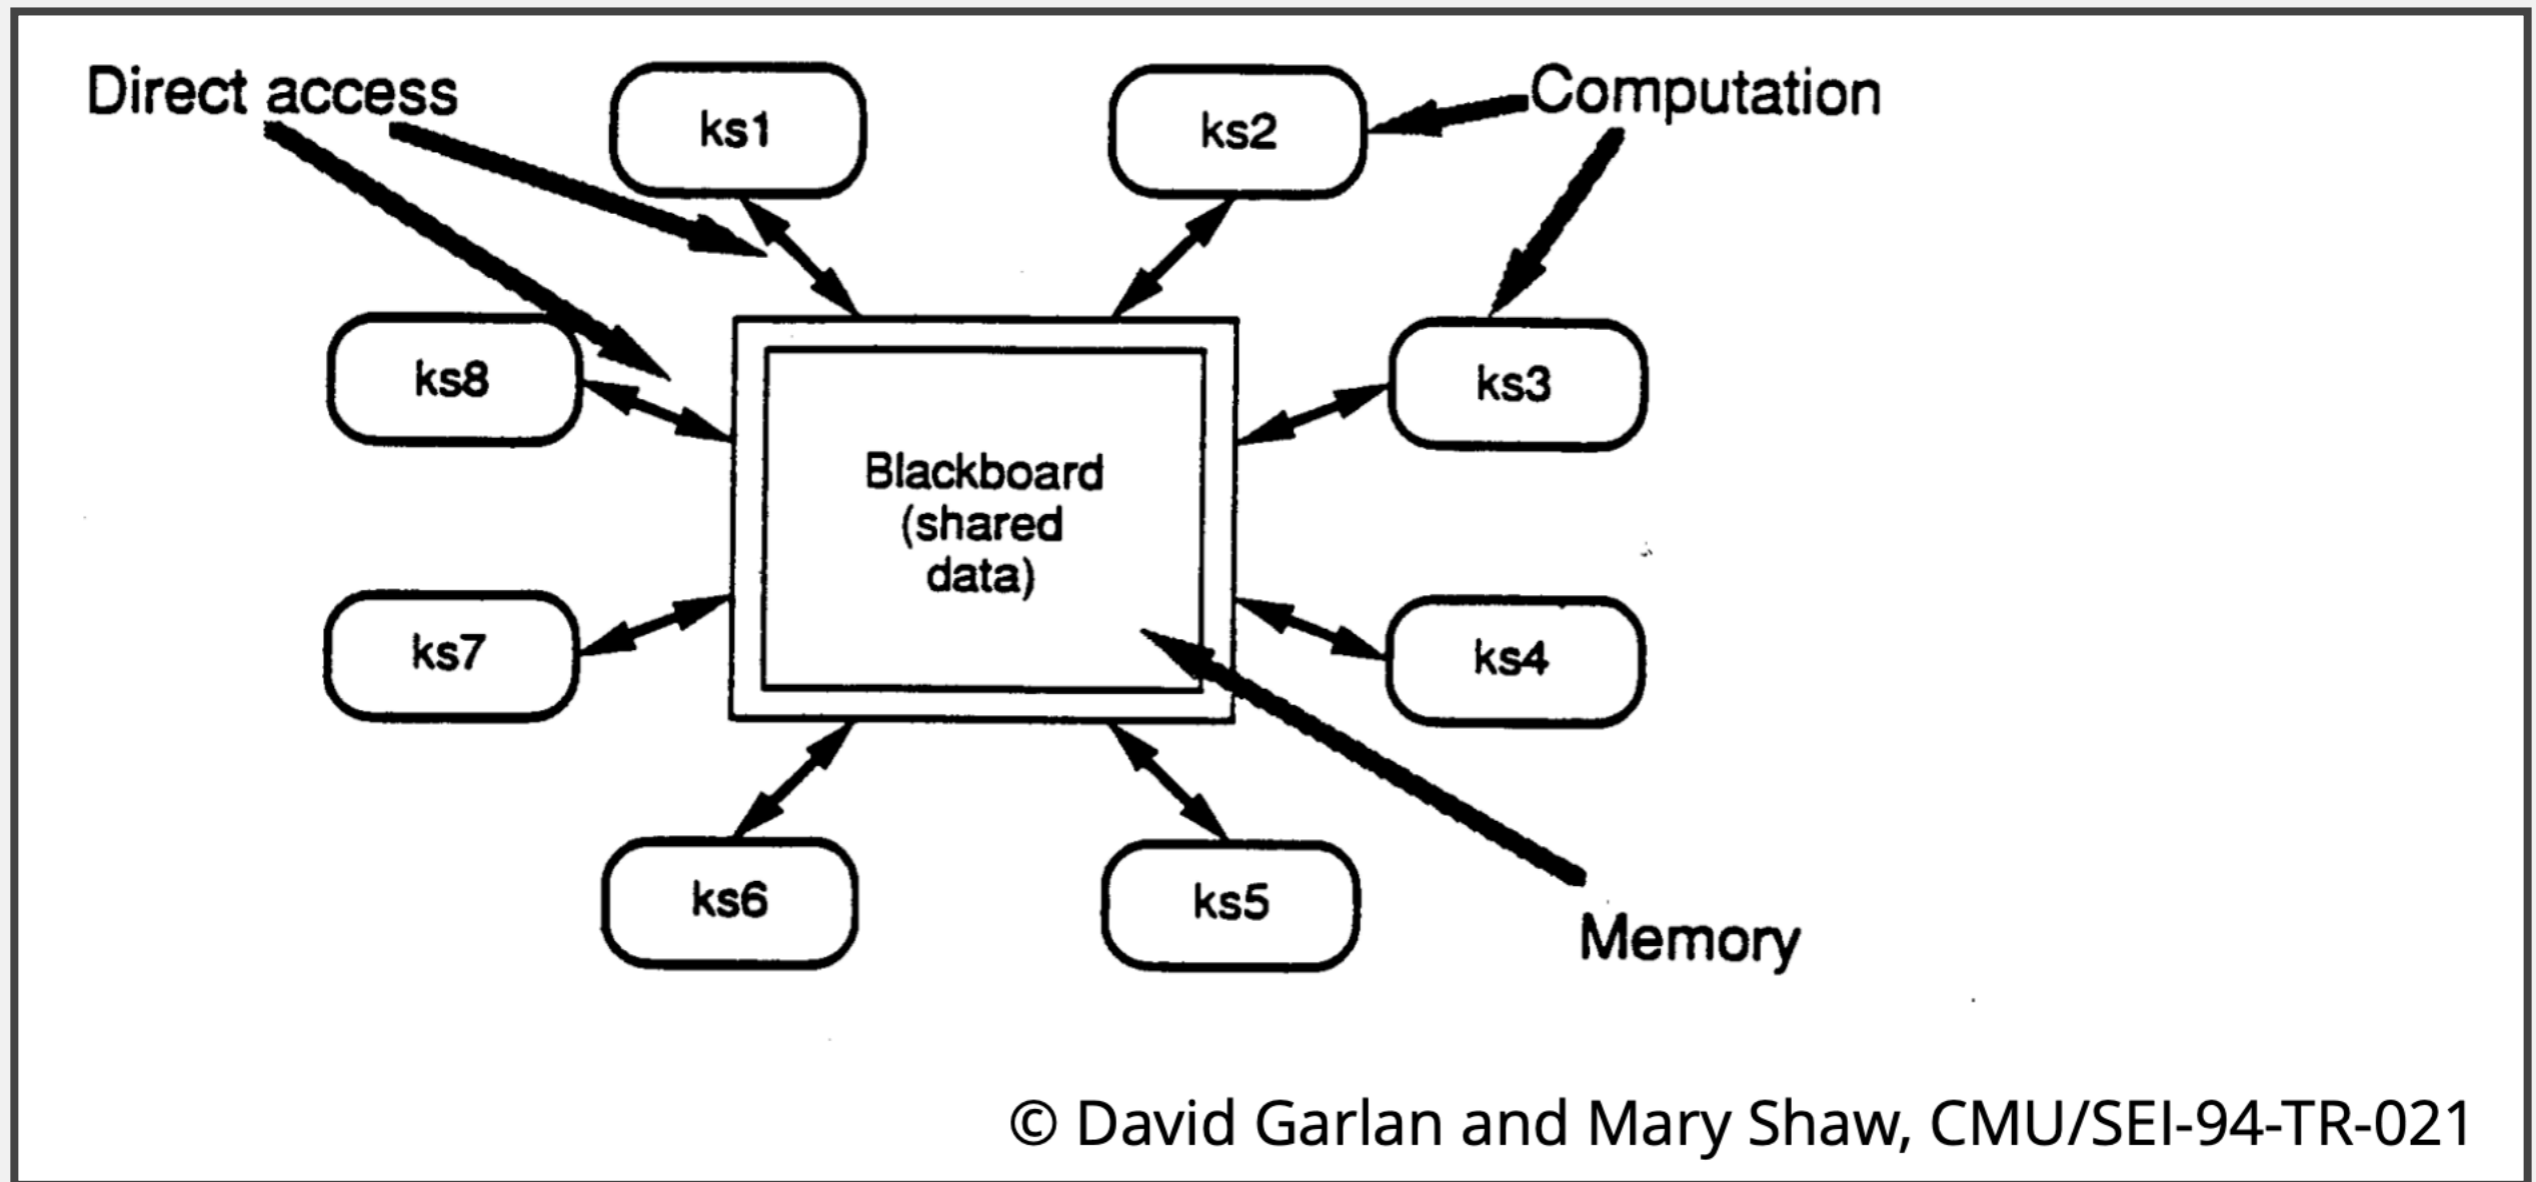 Direct access
ks1
ks2
Computation
ks8
ks3
Blackboard
(shared
data)
ks7
ks4
ks6
ks5
Memory
© David Garlan and Mary Shaw, CMU/SEI-94-TR-021